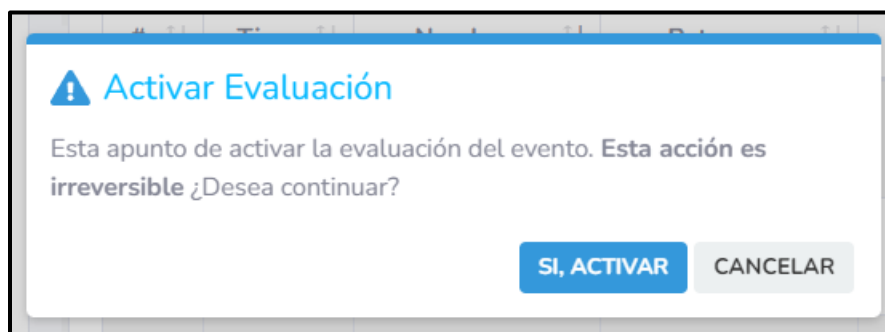 Activar Evaluación
Esta apunto de activar la evaluación del evento. Esta acción es
irreversible ¿Desea continuar?
SI, ACTIVAR CANCELAR